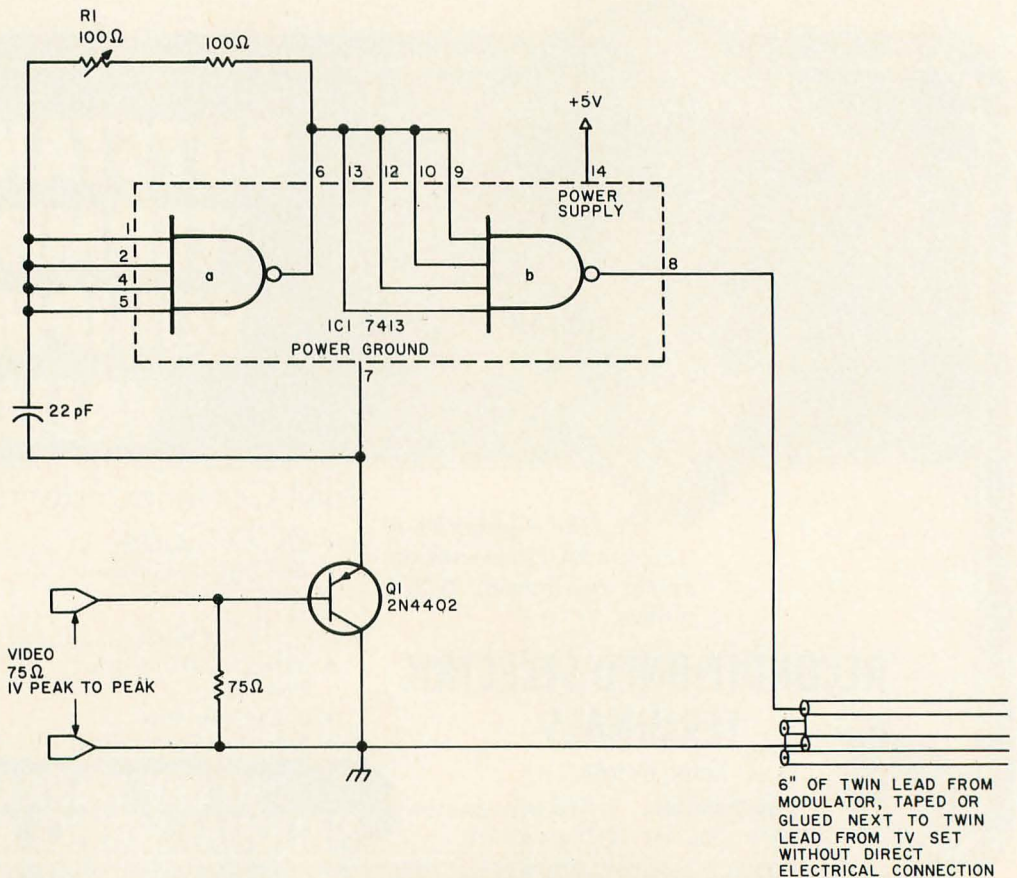 R1
100Ω
100Ω
+5V
6
13
12
10
9
14
POWER
SUPPLY
1
2
4
5
a
b
8
IC1 7413
POWER GROUND
7
22pF
Q1
2N4402
VIDEO
75Ω
1V PEAK TO PEAK
75Ω
6" OF TWIN LEAD FROM
MODULATOR, TAPED OR
GLUED NEXT TO TWIN
LEAD FROM TV SET
WITHOUT DIRECT
ELECTRICAL CONNECTION